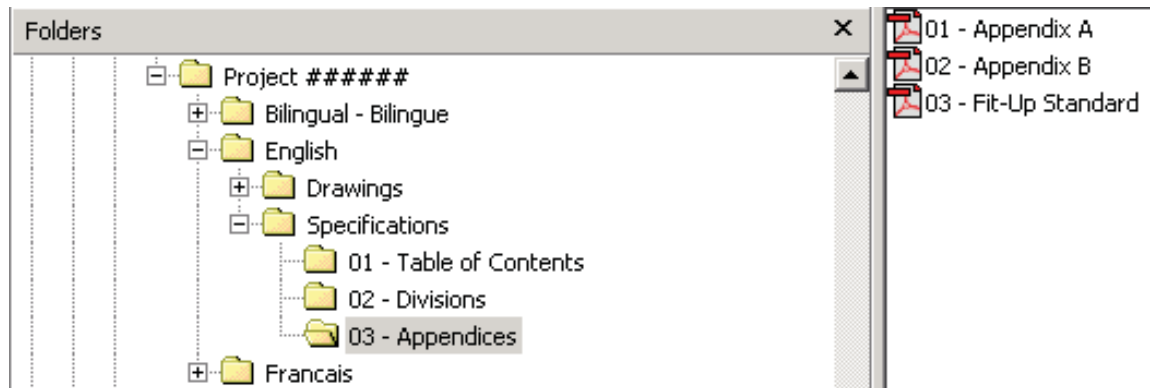 Folders
Project ######
Bilingual - Bilingue
English
Drawings
Specifications
01 - Table of Contents
02 - Divisions
03 - Appendices
Francais
01 - Appendix A
02 - Appendix B
03 - Fit-Up Standard